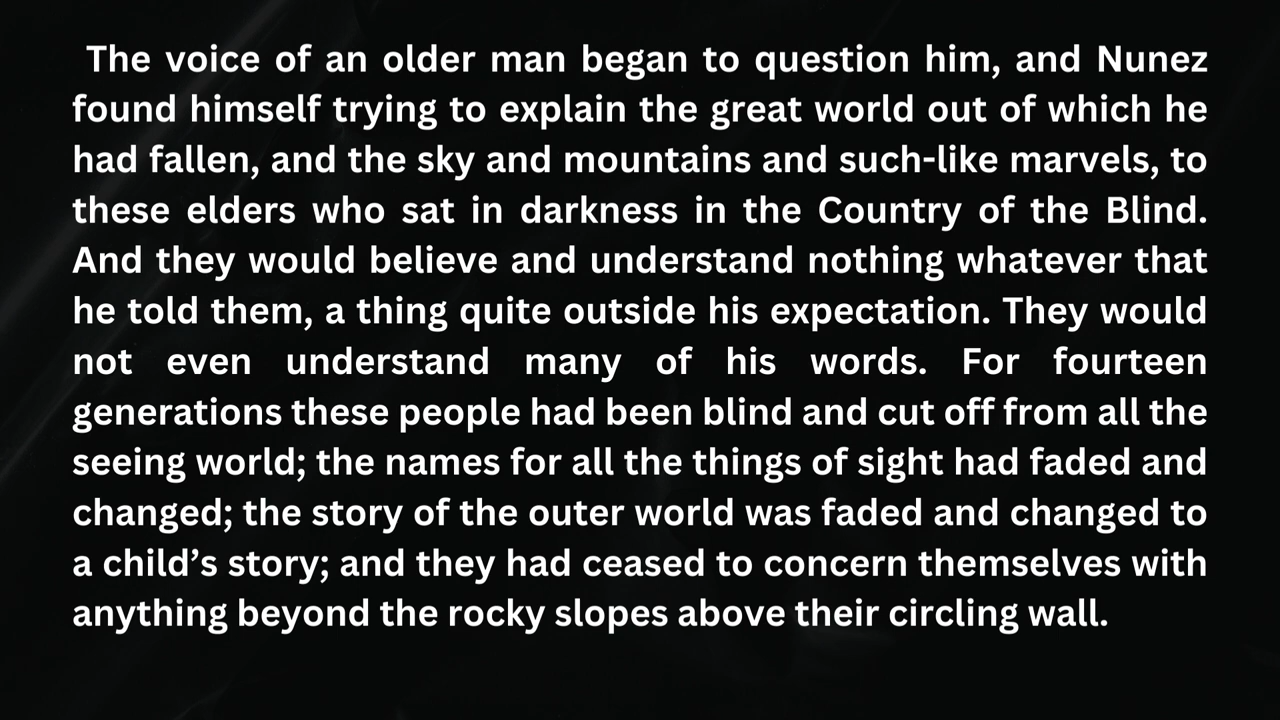 The voice of an older man began to question him, and Nunez
found himself trying to explain the great world out of which he
had fallen, and the sky and mountains and such-like marvels, to
these elders who sat in darkness in the Country of the Blind.
And they would believe and understand nothing whatever that
he told them, a thing quite outside his expectation. They would
not even understand many of his words. For fourteen
generations these people had been blind and cut off from all the
seeing world; the names for all the things of sight had faded and
changed; the story of the outer world was faded and changed to
a child’s story; and they had ceased to concern themselves with
anything beyond the rocky slopes above their circling wall.